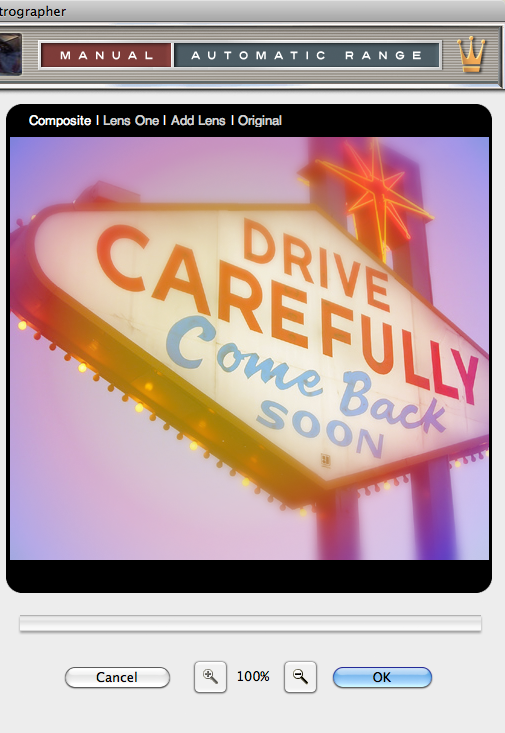 trographer
MANUAL AUTOMATIC RANGE
Composite | Lens One | Add Lens | Original
DRIVE
CAREFULLY
Come Back
SOON
Cancel 100% OK